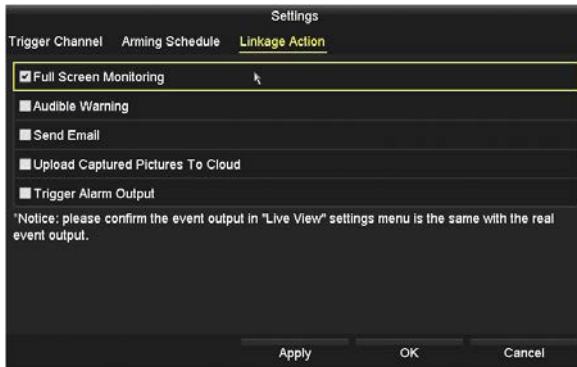 Settings
Trigger Channel Arming Schedule Linkage Action
Full Screen Monitoring
Audible Warning
Send Email
Upload Captured Pictures To Cloud
Trigger Alarm Output
*Notice: please confirm the event output in "Live View" settings menu is the same with the real
event output.
Apply OK Cancel